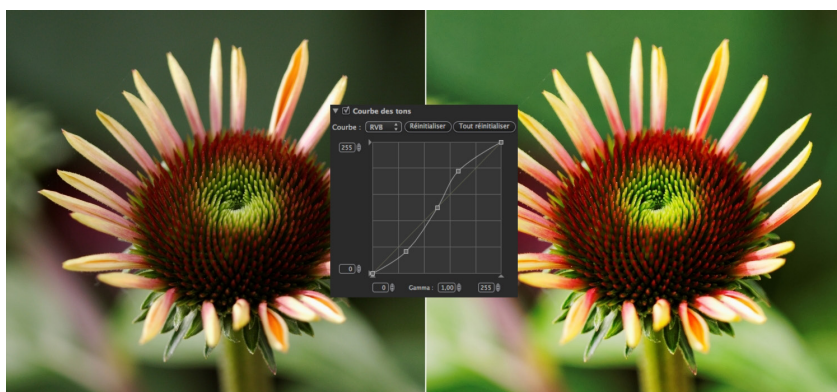 Courbe des tons
Courbe : RVB Réinitialiser Tout réinitialiser
255
0
0 Gamma : 1,00 255